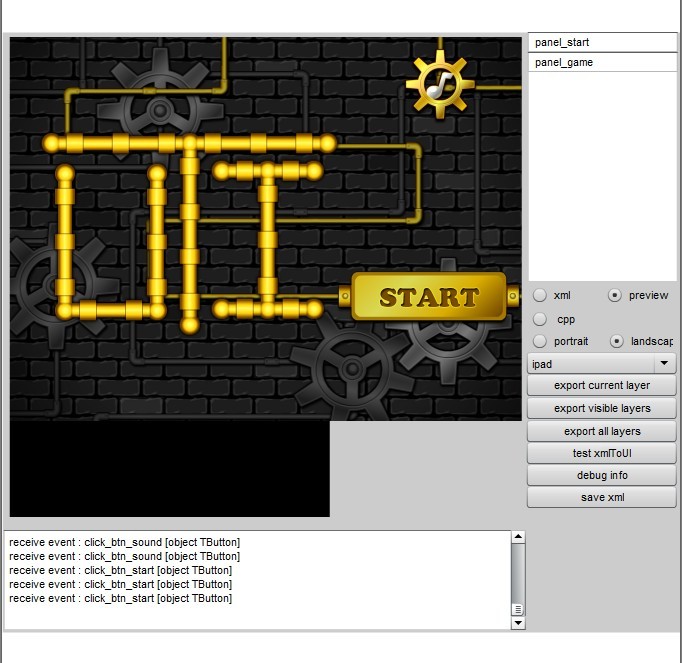 panel_start
panel_game
START
xml
preview
cpp
portrait
landscap
ipad
export current layer
export visible layers
export all layers
test xmlToUI
debug info
save xml
receive event : click_btn_sound [object TButton]
receive event : click_btn_sound [object TButton]
receive event : click_btn_start [object TButton]
receive event : click_btn_start [object TButton]
receive event : click_btn_start [object TButton]